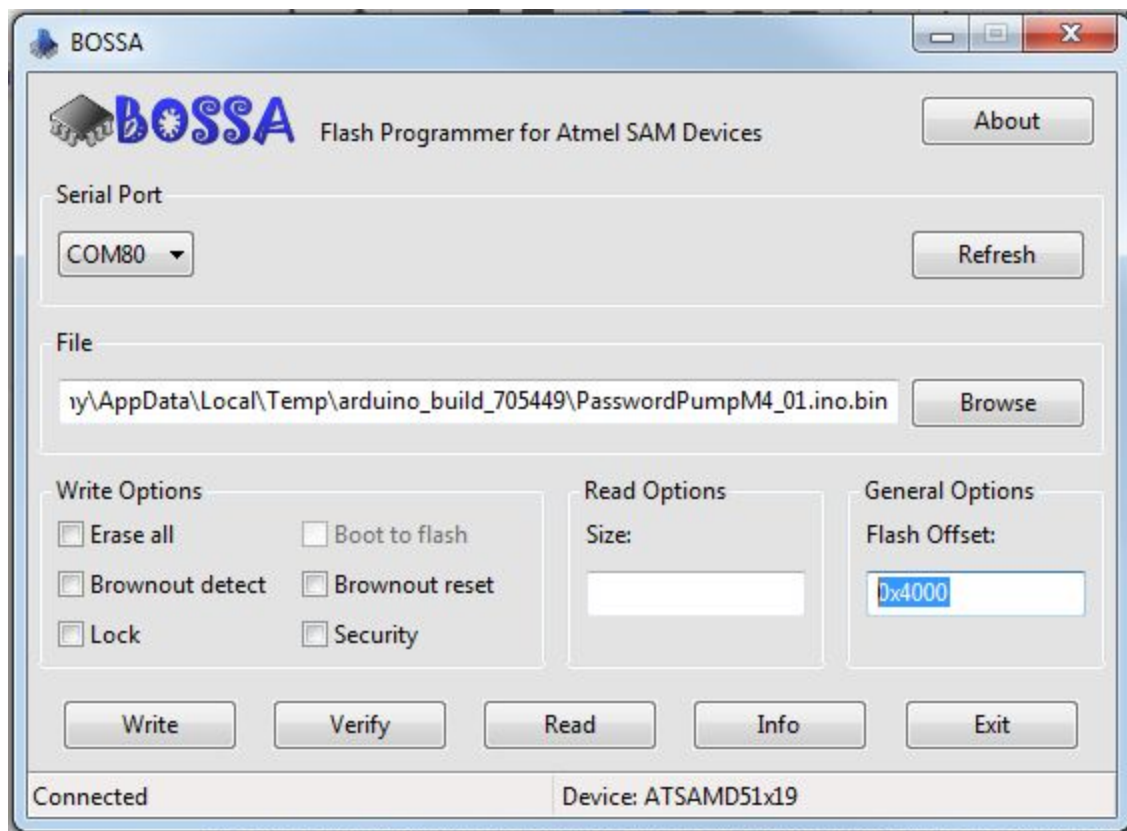 BOSSA
BOSSA Flash Programmer for Atmel SAM Devices About
Serial Port
COM80 Refresh
File
\AppData\Local\Temp\arduino_build_705449\PasswordPumpM4_01.ino.bin Browse
Write Options Read Options General Options
Erase all Boot to flash Size: Flash Offset:
Brownout detect Brownout reset 0x4000
Lock Security
Write Verify Read Info Exit
Connected Device: ATSAMD51x19